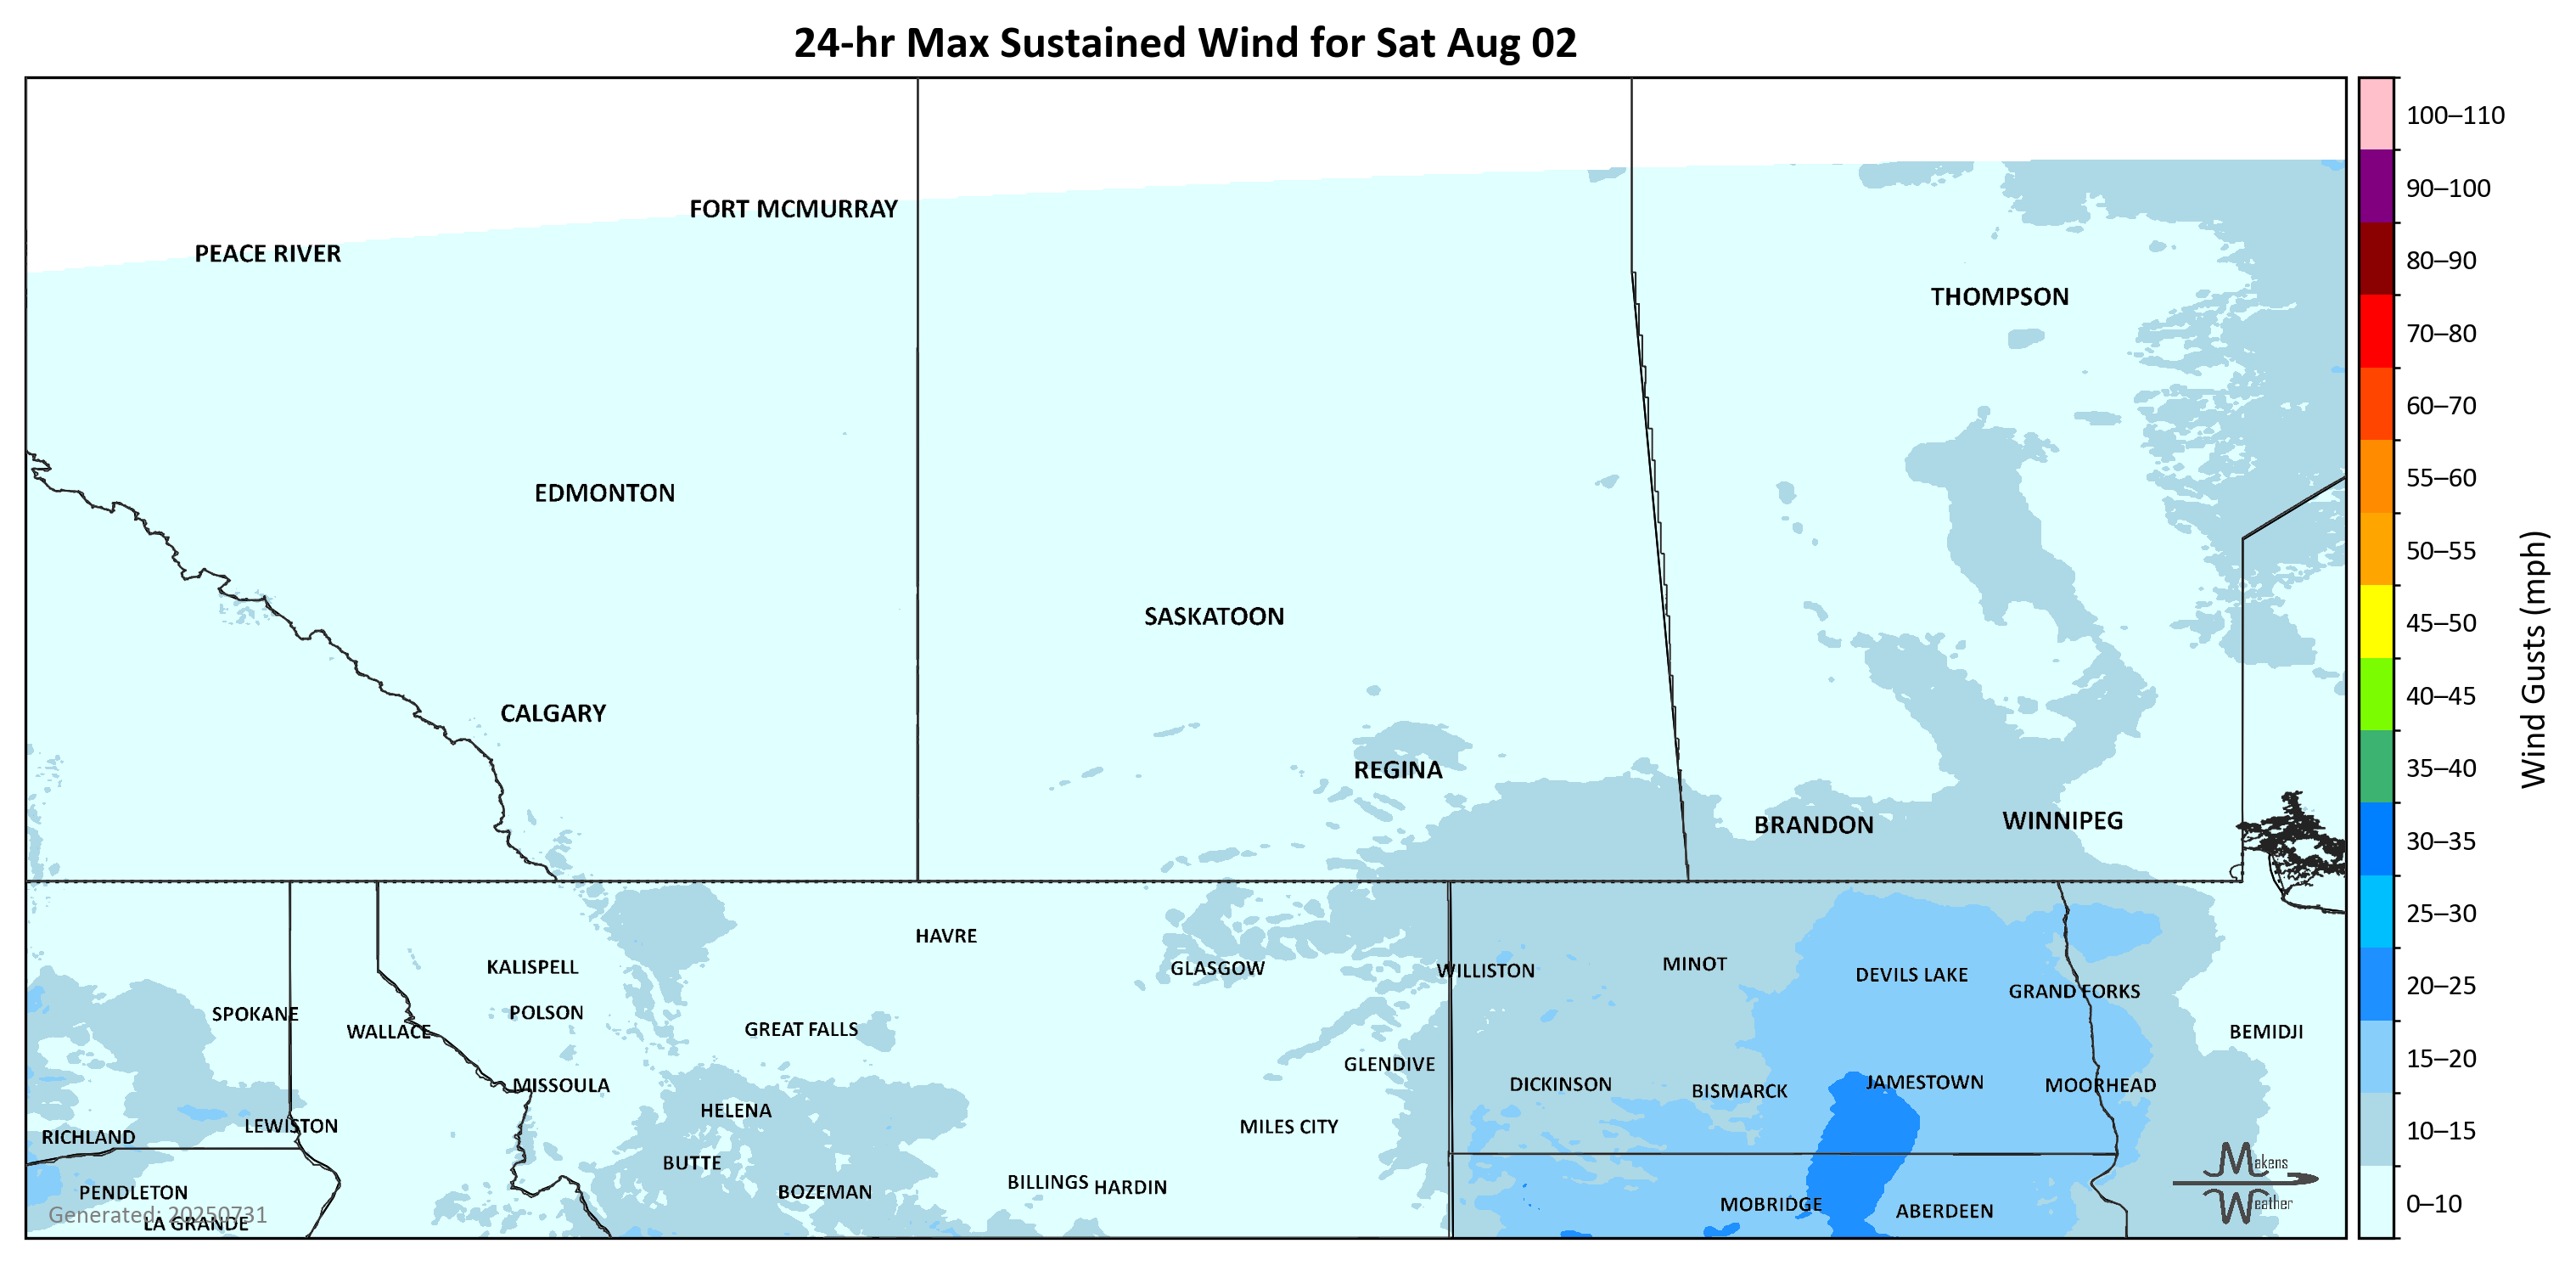 24-hr Max Sustained Wind for Sat Aug 02
100–110
90–100
80–90
70–80
60–70
55–60
50–55
45–50
40–45
35–40
30–35
25–30
20–25
15–20
10–15
0–10
Wind Gusts (mph)
FORT MCMURRAY
PEACE RIVER
THOMPSON
EDMONTON
SASKATOON
CALGARY
REGINA
BRANDON
WINNIPEG
HAVRE
KALISPELL
GLASGOW
WILLISTON
MINOT
DEVILS LAKE
GRAND FORKS
SPOKANE
POLSON
WALLACE
GREAT FALLS
BEMIDJI
GLENDIVE
MISSOULA
DICKINSON
BISMARCK
JAMESTOWN
MOORHEAD
HELENA
LEWISTON
MILES CITY
RICHLAND
BUTTE
PENDLETON
BOZEMAN
BILLINGS
HARDIN
MOBRIDGE
ABERDEEN
Generated: 20250731
LA GRANDE
Makens
Weather